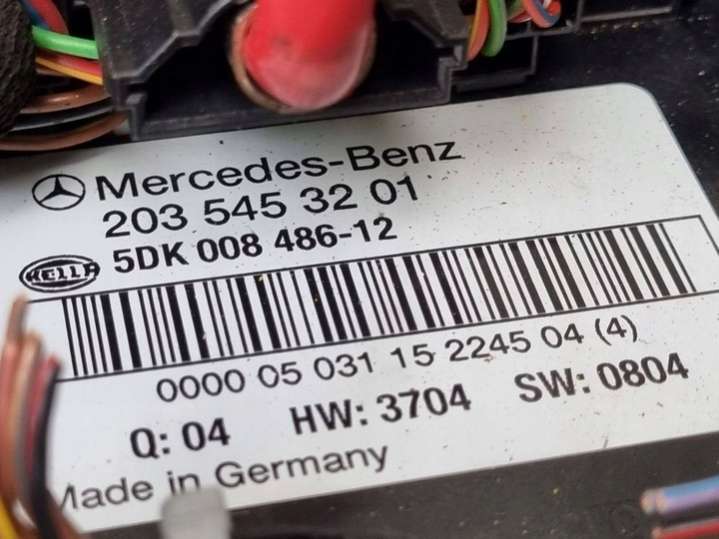 Mercedes-Benz
203 545 32 01
HELLA 5DK 008 486-12
0000 05 031 15 2245 04 (4)
Q: 04 HW: 3704 SW: 0804
Made in Germany